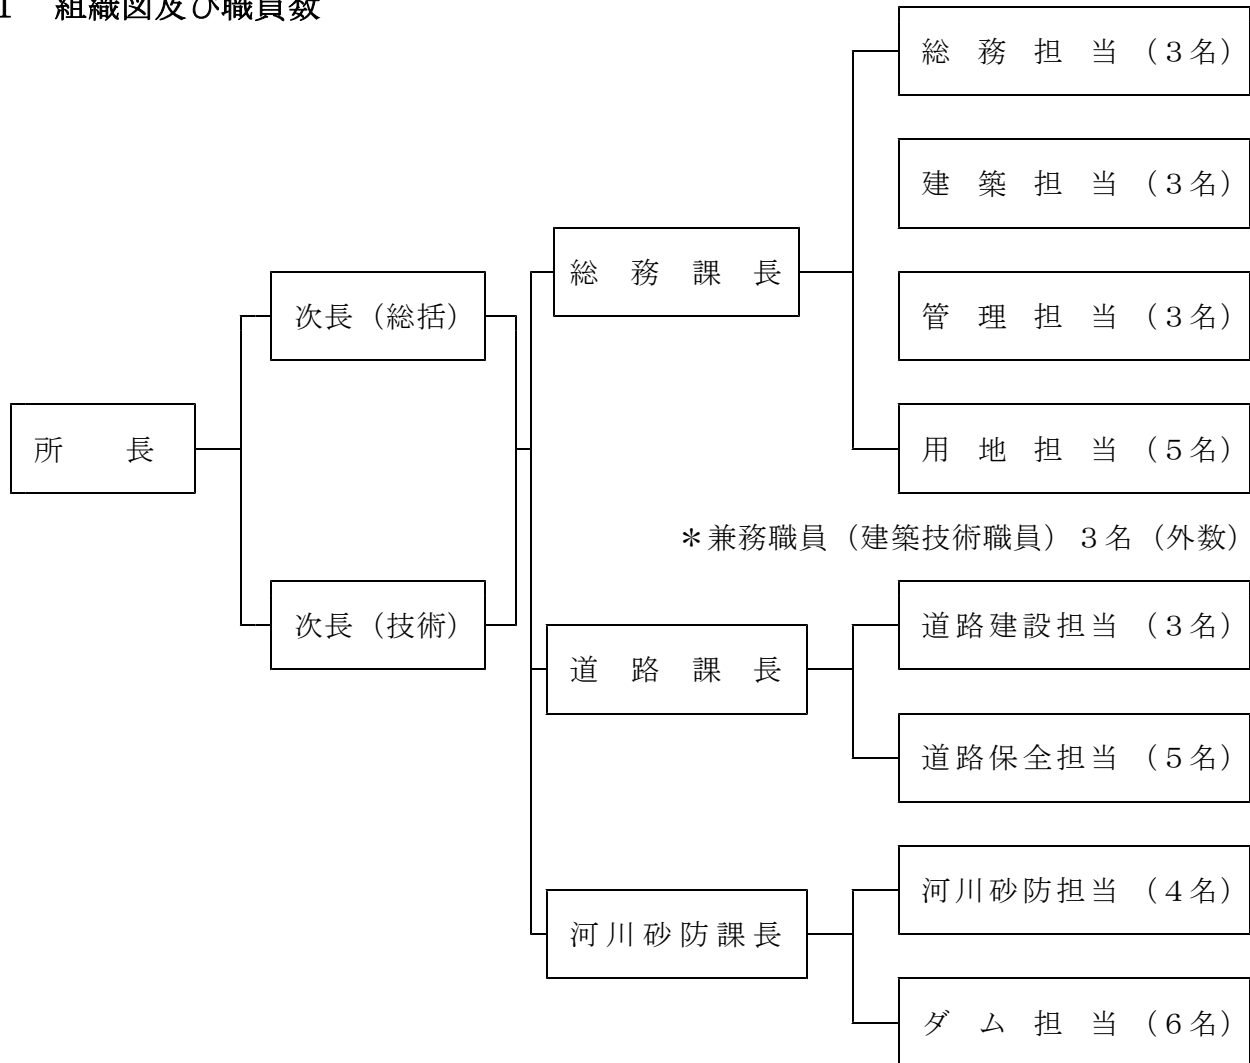 1 組織図及び職員数
総務担当（3名）
建築担当（3名）
総務課長
管理担当（3名）
次長（総括）
所長
用地担当（5名）
＊兼務職員（建築技術職員）3名（外数）
次長（技術）
道路建設担当（3名）
道路課長
道路保全担当（5名）
河川砂防担当（4名）
河川砂防課長
ダム担当（6名）